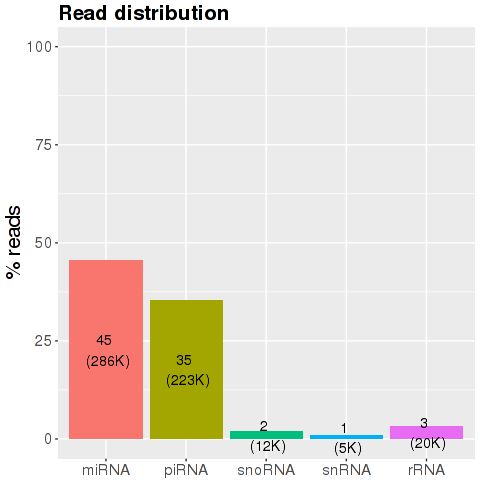 Read distribution
% reads
100
75
50
25
0
45
(286K)
35
(223K)
2
(12K)
1
(5K)
3
(20K)
miRNA
piRNA
snoRNA
snRNA
rRNA